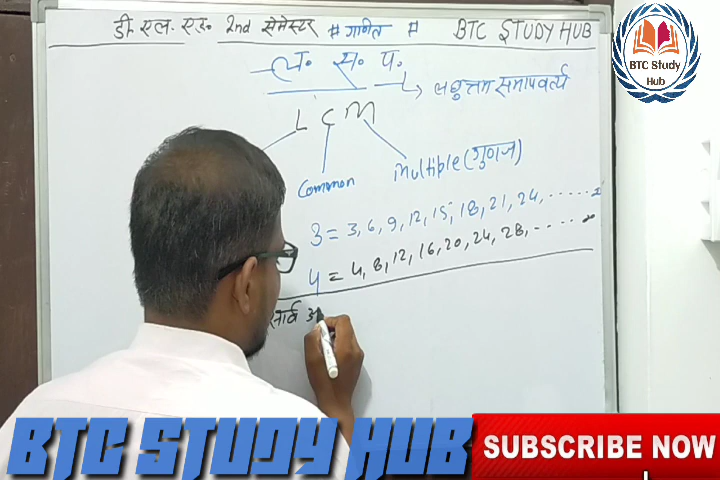 डी॰ एल॰ एड॰ 2nd सेमेस्टर # गणित # BTC STUDY HUB
BTC Study
Hub
ल॰ स॰ प॰
लघुत्तम समापवर्त्य
L C M
Common Multiple (गुणज)
3 = 3, 6, 9, 12, 15, 18, 21, 24, ......
4 = 4, 8, 12, 16, 20, 24, 28, ......
BTC STUDY HUB SUBSCRIBE NOW